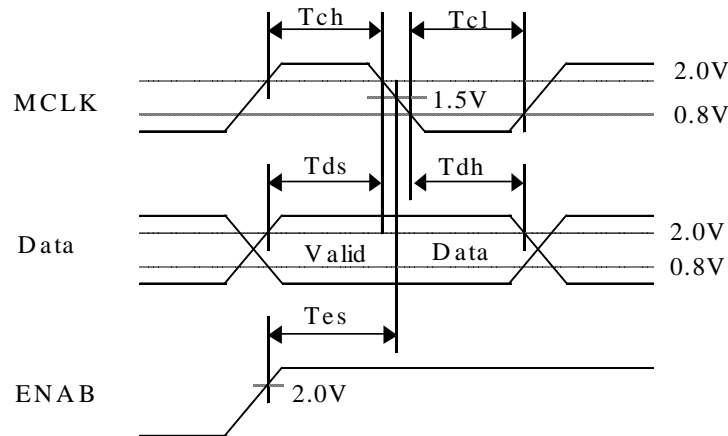 Tch Tcl
2.0V
MCLK 1.5V
0.8V
Tds Tdh
Data 2.0V
Valid Data
0.8V
Tes
ENAB 2.0V